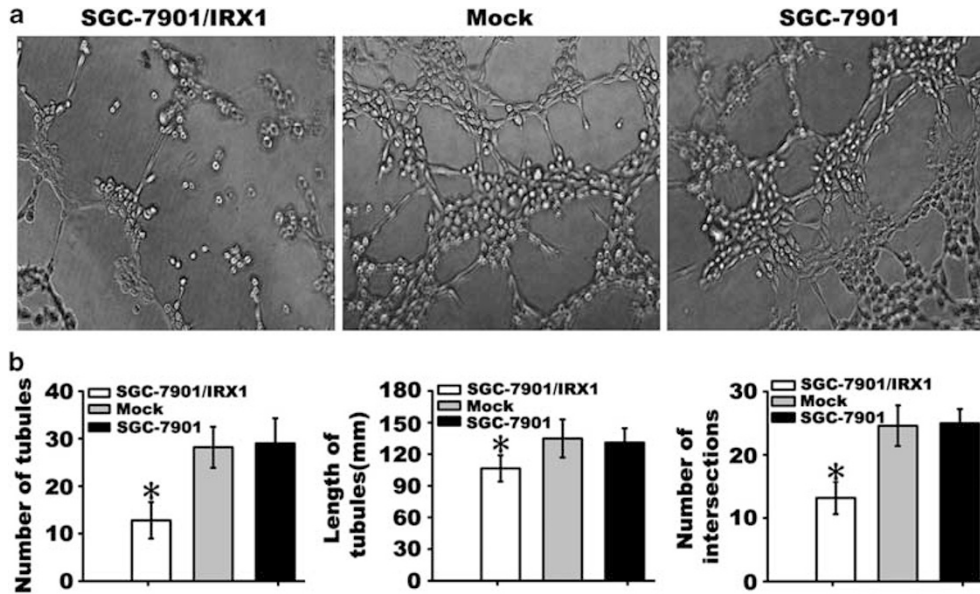 a
SGC-7901/IRX1
Mock
SGC-7901
b
Number of tubules
40
30
20
10
0
SGC-7901/IRX1
Mock
SGC-7901
*
Length of
tubules(mm)
180
150
120
90
60
30
0
SGC-7901/IRX1
Mock
SGC-7901
*
Number of
intersections
30
20
10
0
SGC-7901/IRX1
Mock
SGC-7901
*